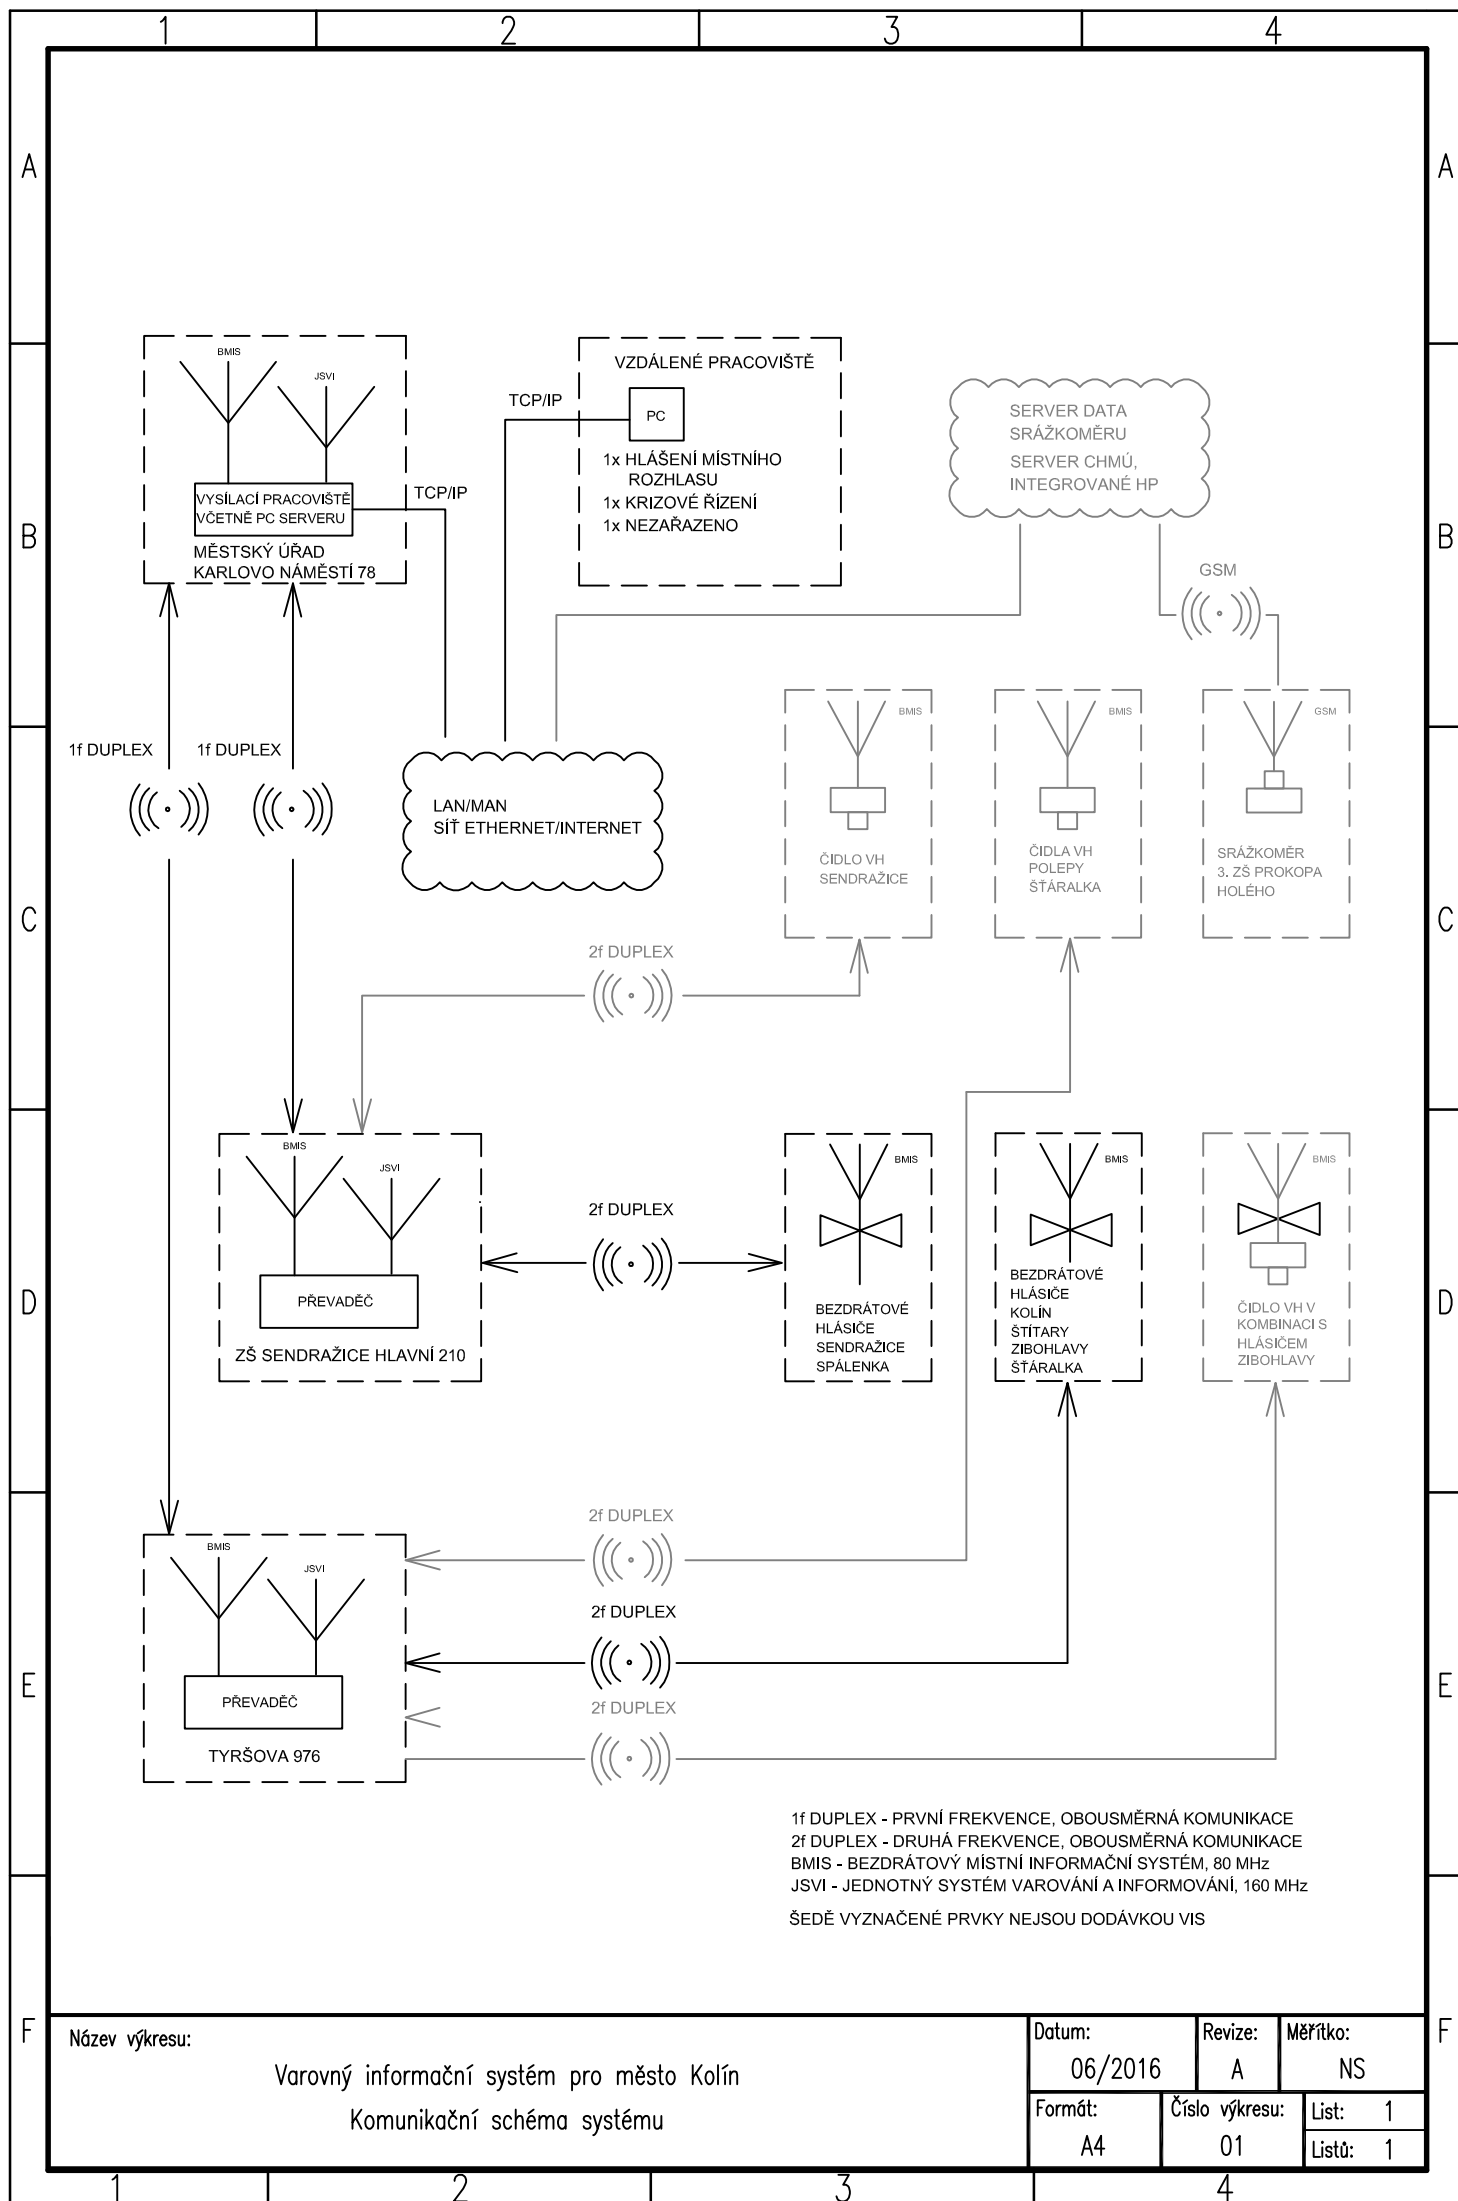 1 2 3 4
A A
B B
C C
D D
E E
F F
BMIS
JSVI
VYSÍLACÍ PRACOVIŠTĚ
VČETNĚ PC SERVERU
MĚSTSKÝ ÚŘAD
KARLOVO NÁMĚSTÍ 78
TCP/IP
TCP/IP
VZDÁLENÉ PRACOVIŠTĚ
PC
1x HLÁŠENÍ MÍSTNÍHO
ROZHLASU
1x KRIZOVÉ ŘÍZENÍ
1x NEZAŘAZENO
SERVER DATA
SRÁŽKOMĚRU
SERVER CHMÚ,
INTEGROVANÉ HP
GSM
1f DUPLEX
1f DUPLEX
LAN/MAN
SÍŤ ETHERNET/INTERNET
BMIS
ČIDLO VH
SENDRAŽICE
BMIS
ČIDLA VH
POLEPY
ŠŤÁRALKA
GSM
SRÁŽKOMĚR
3. ZŠ PROKOPA
HOLÉHO
2f DUPLEX
BMIS
JSVI
PŘEVADĚČ
ZŠ SENDRAŽICE HLAVNÍ 210
2f DUPLEX
BMIS
BEZDRÁTOVÉ
HLÁSIČE
SENDRAŽICE
SPÁLENKA
BMIS
BEZDRÁTOVÉ
HLÁSIČE
KOLÍN
ŠTÍTARY
ZIBOHLAVY
ŠŤÁRALKA
BMIS
ČIDLO VH V
KOMBINACI S
HLÁSIČEM
ZIBOHLAVY
BMIS
JSVI
PŘEVADĚČ
TYRŠOVA 976
2f DUPLEX
2f DUPLEX
2f DUPLEX
1f DUPLEX - PRVNÍ FREKVENCE, OBOUSMĚRNÁ KOMUNIKACE
2f DUPLEX - DRUHÁ FREKVENCE, OBOUSMĚRNÁ KOMUNIKACE
BMIS - BEZDRÁTOVÝ MÍSTNÍ INFORMAČNÍ SYSTÉM, 80 MHz
JSVI - JEDNOTNÝ SYSTÉM VAROVÁNÍ A INFORMOVÁNÍ, 160 MHz
ŠEDĚ VYZNAČENÉ PRVKY NEJSOU DODÁVKOU VIS
Název výkresu:
Varovný informační systém pro město Kolín
Komunikační schéma systému
Datum:
06/2016
Revize:
A
Měřítko:
NS
Formát:
A4
Číslo výkresu:
01
List: 1
Listů: 1
1 2 3 4